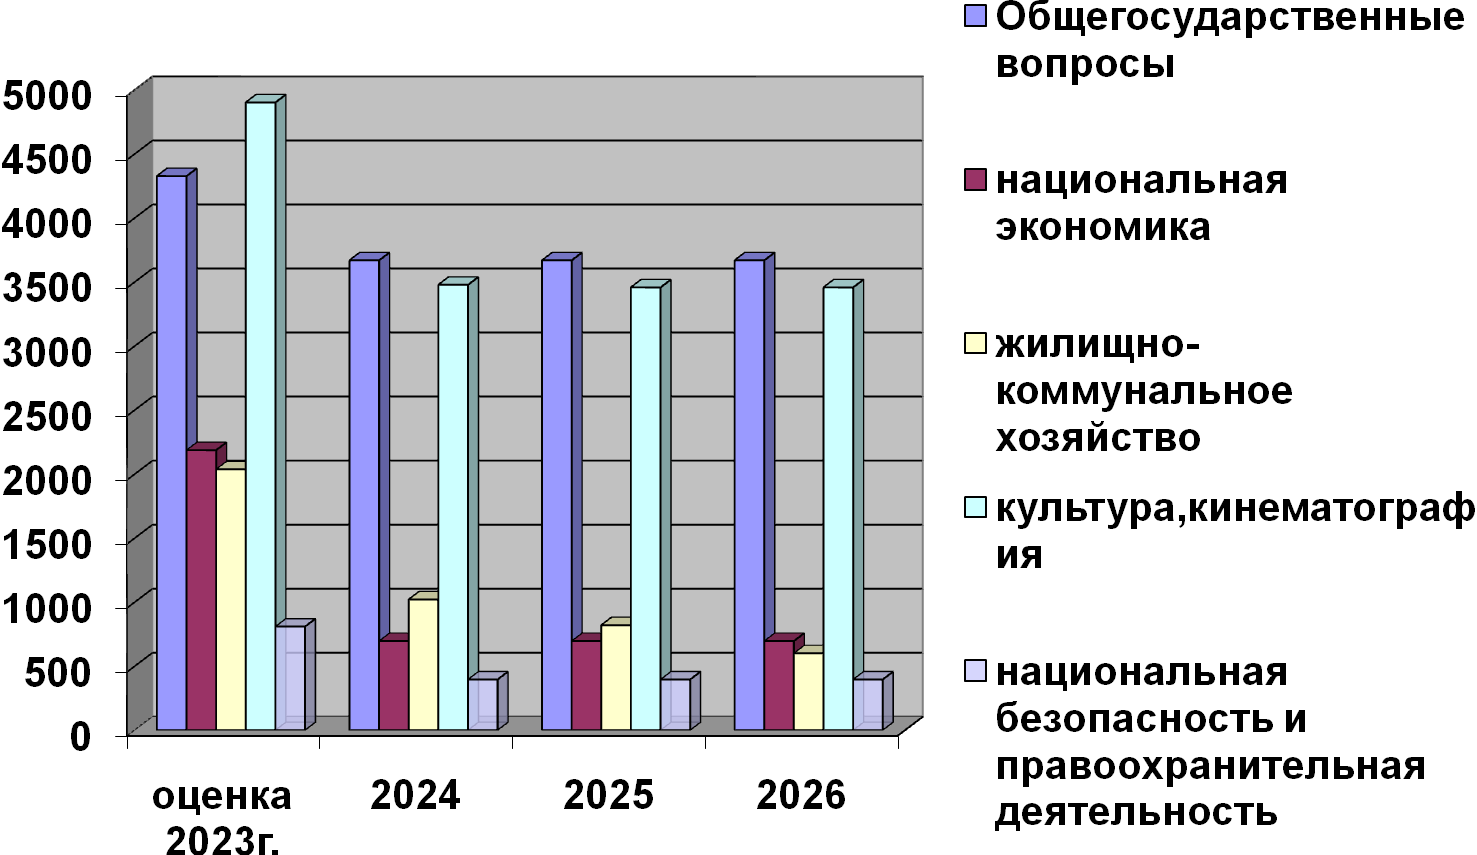 5000
4500
4000
3500
3000
2500
2000
1500
1000
500
0
оценка
2023г.
2024
2025
2026
Общегосударственные
вопросы
национальная
экономика
жилищно-
коммунальное
хозяйство
культура,кинематограф
ия
национальная
безопасность и
правоохранительная
деятельность